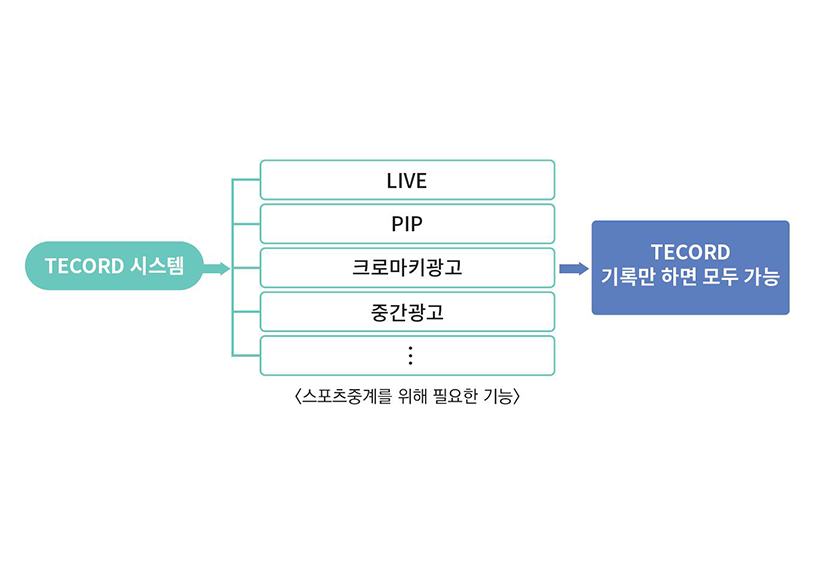 TECORD 시스템
LIVE
PIP
크로마키광고
중간광고
⋮
〈스포츠중계를 위해 필요한 기능〉
TECORD
기록만 하면 모두 가능